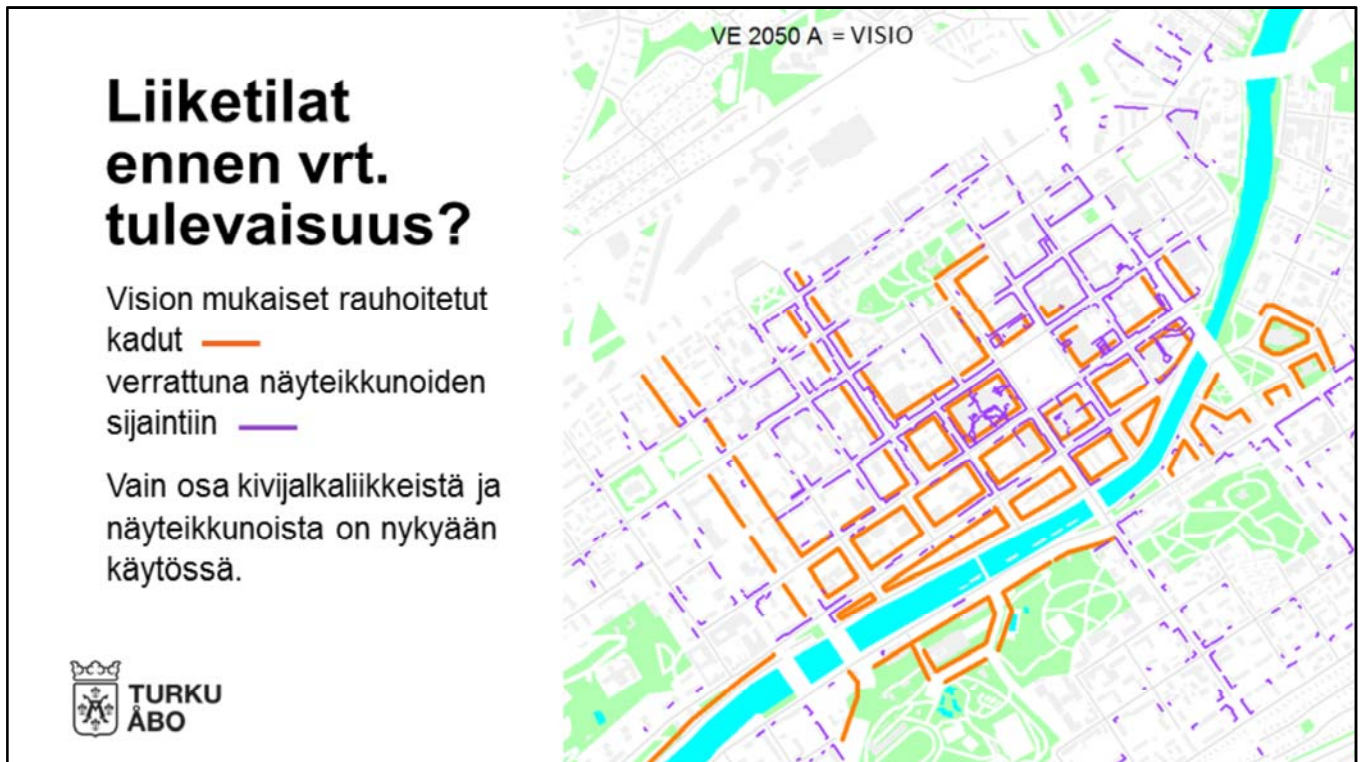 VE 2050 A = VISIO
Liiketilat
ennen vrt.
tulevaisuus?
Vision mukaiset rauhoitetut
kadut
verrattuna näyteikkunoiden
sijaintiin
Vain osa kivijalkaliikkeistä ja
näyteikkunoista on nykyään
käytössä.
TURKU
ÅBO